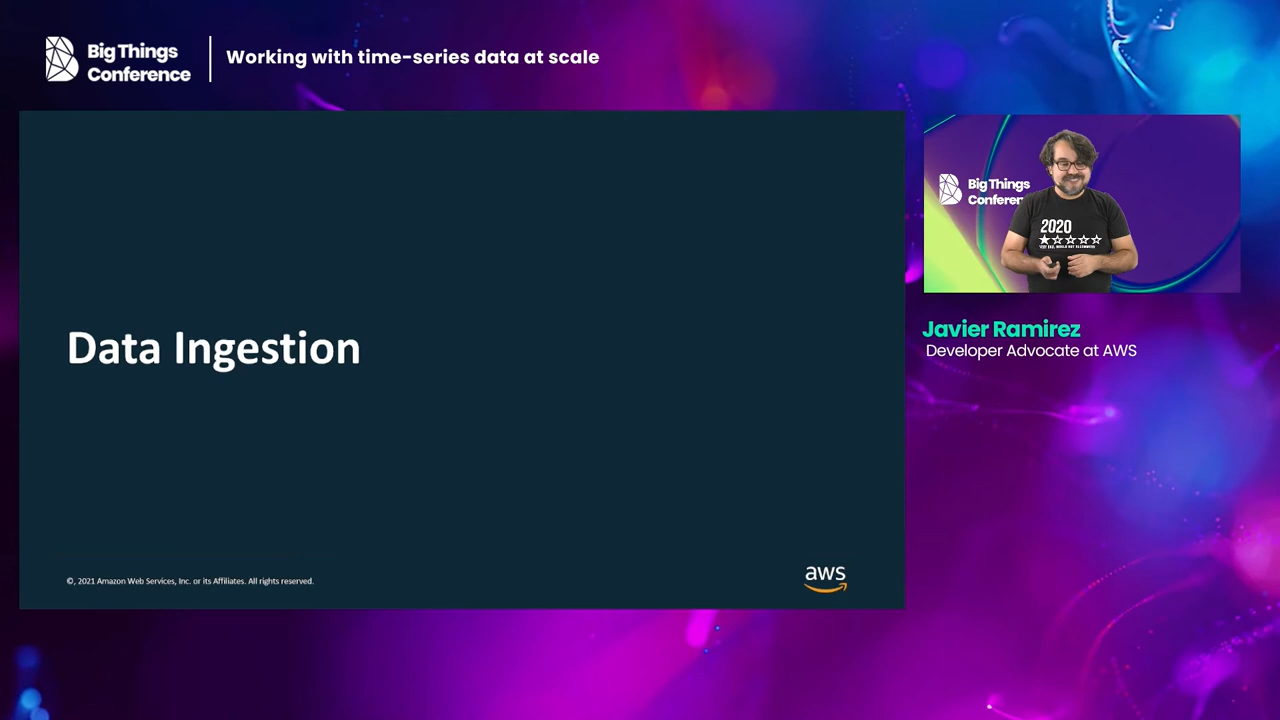 Big Things
Conference
Working with time-series data at scale
Big Things
Conferen
2020
Data Ingestion
Javier Ramirez
Developer Advocate at AWS
©, 2021 Amazon Web Services, Inc. or its Affiliates. All rights reserved.
aws